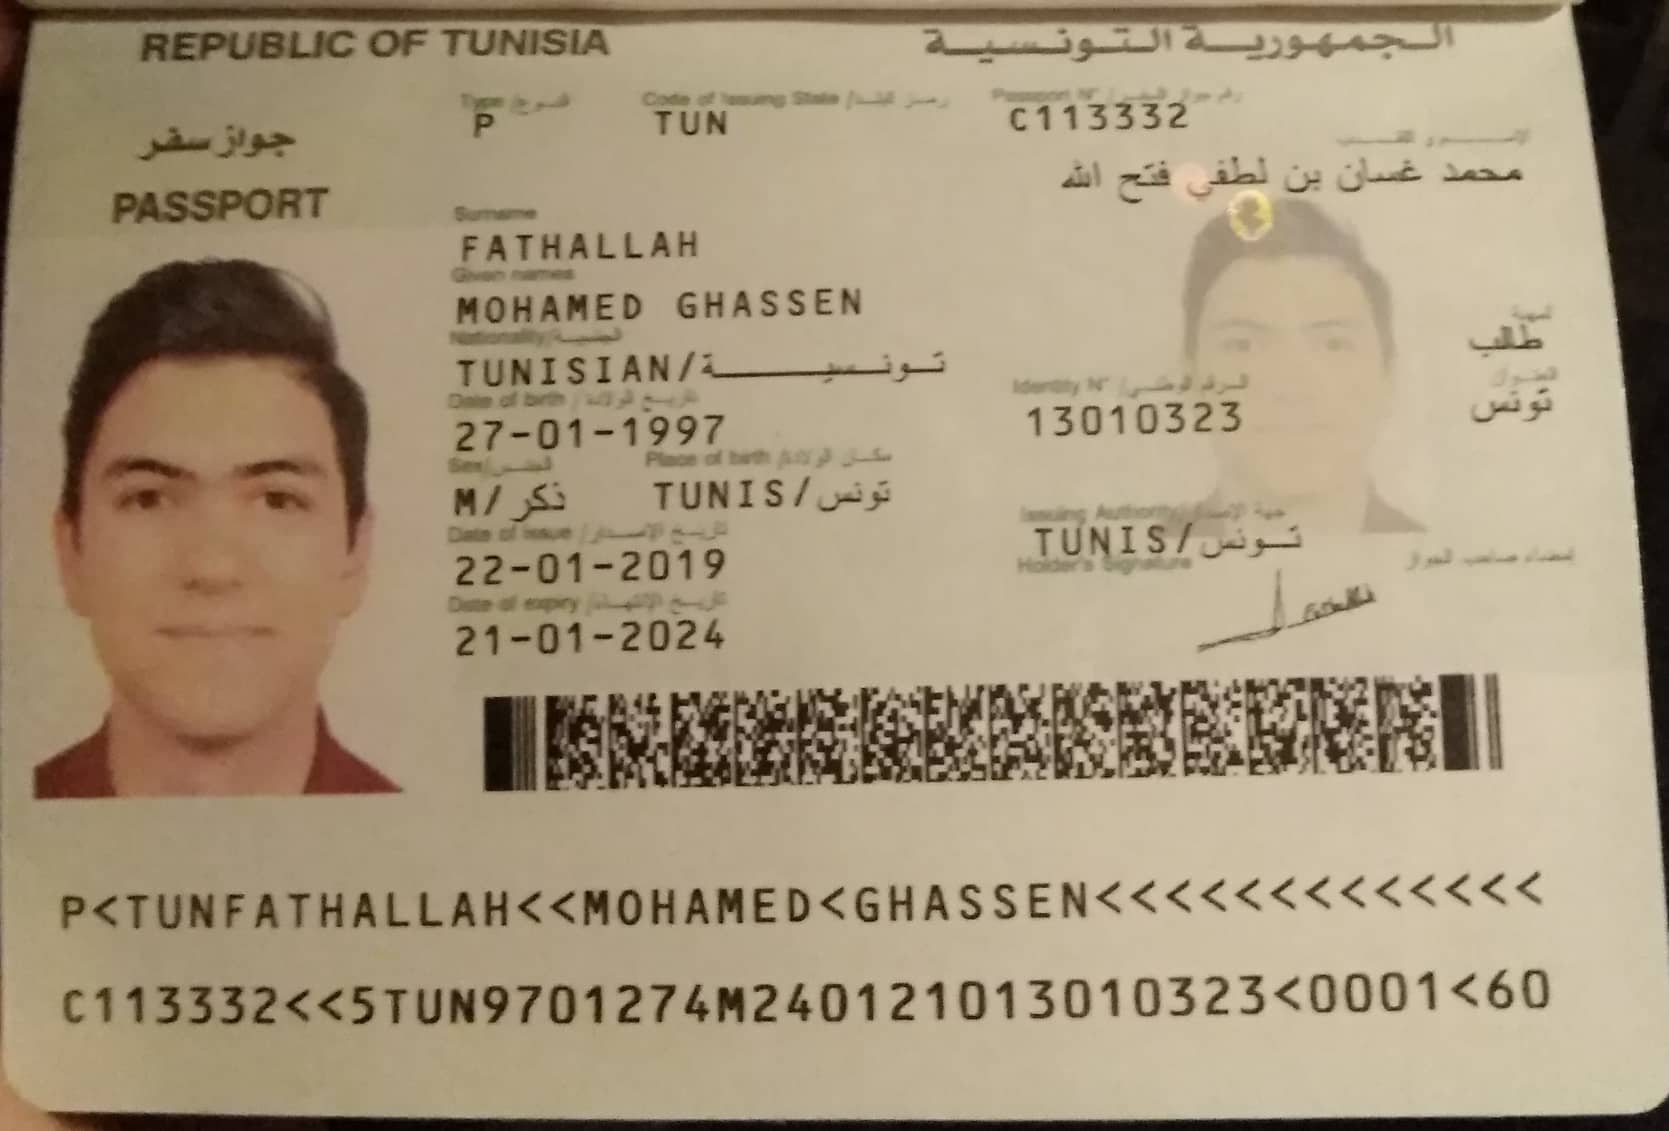 REPUBLIC OF TUNISIA الجمهورية التونسية
Type / النوع Code of Issuing State / رمز البلد Passport N° / رقم جواز السفر
P TUN C113332
جواز سفر
الاسم و اللقب
محمد غسان بن لطفي فتح الله
PASSPORT
Surname
FATHALLAH
Given names
MOHAMED GHASSEN
المهنة
طالب
Nationality/الجنسية
TUNISIAN/تونسية
العنوان
تونس
Date of birth / تاريخ الولادة Identity N° / الرقم الوطني
27-01-1997 13010323
Sex/الجنس Place of birth / مكان الولادة
M/ذكر TUNIS/تونس
Date of issue / تاريخ الإصدار Issuing Authority/جهة الإصدار
22-01-2019 TUNIS/تونس
Holder's Signature إمضاء صاحب الجواز
Date of expiry / تاريخ الإنتهاء
21-01-2024
P<TUNFATHALLAH<<MOHAMED<GHASSEN<<<<<<<<<<<<<
C113332<<5TUN9701274M240121013010323<0001<60